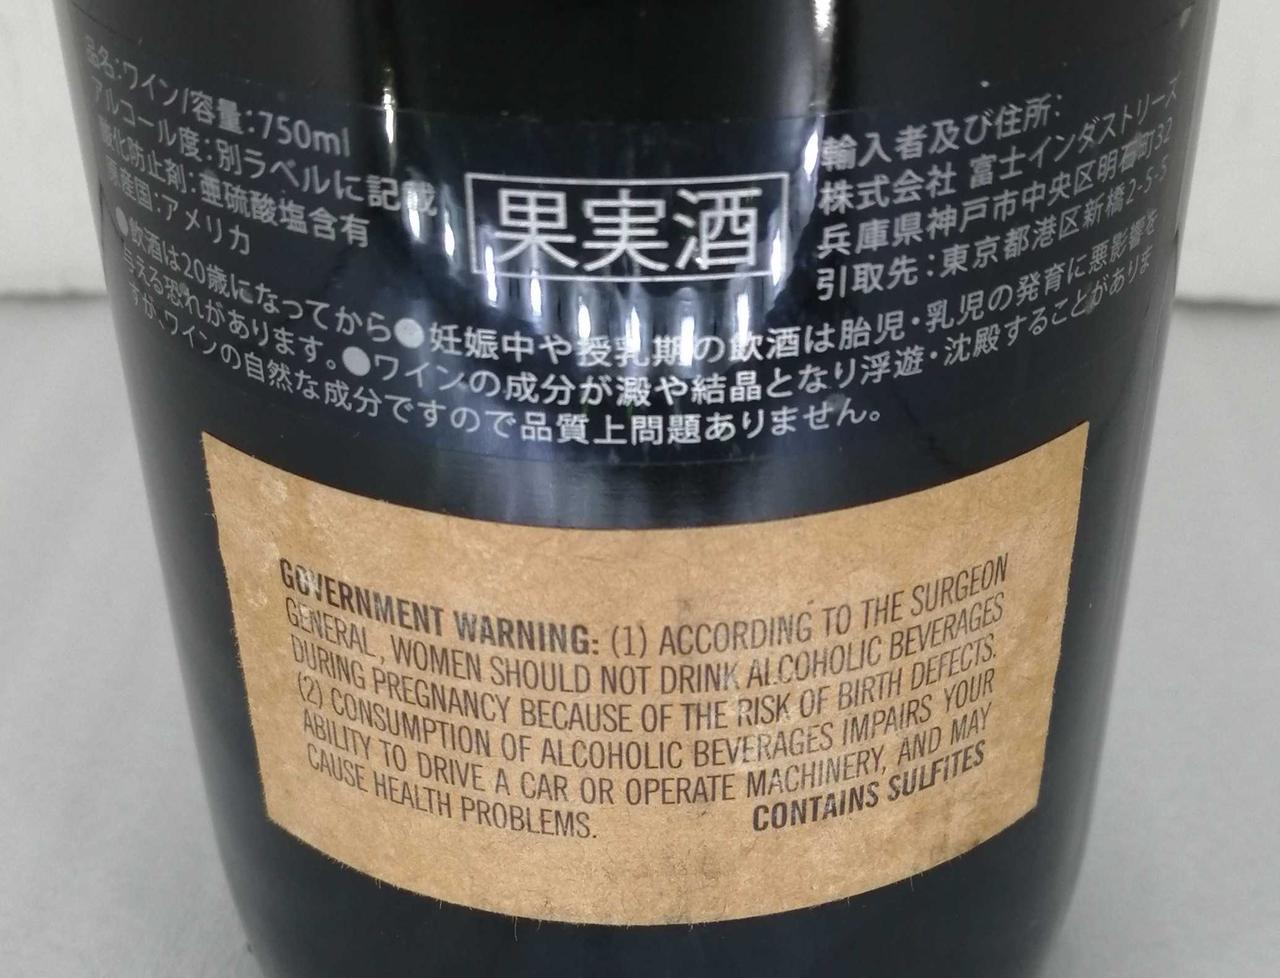 品名:ワイン/容量:750ml
アルコール度:別ラベルに記載
酸化防止剤:亜硫酸塩含有
原産国:アメリカ
果実酒
輸入者及び住所:
株式会社 富士インダストリーズ
兵庫県神戸市中央区明石町32
引取先:東京都港区新橋2-5-5
●飲酒は20歳になってから●妊娠中や授乳期の飲酒は胎児・乳児の発育に悪影響を
与える恐れがあります。●ワインの成分が澱や結晶となり浮遊・沈殿することがありま
すが、ワインの自然な成分ですので品質上問題ありません。
GOVERNMENT WARNING: (1) ACCORDING TO THE SURGEON
GENERAL, WOMEN SHOULD NOT DRINK ALCOHOLIC BEVERAGES
DURING PREGNANCY BECAUSE OF THE RISK OF BIRTH DEFECTS.
(2) CONSUMPTION OF ALCOHOLIC BEVERAGES IMPAIRS YOUR
ABILITY TO DRIVE A CAR OR OPERATE MACHINERY, AND MAY
CAUSE HEALTH PROBLEMS.
CONTAINS SULFITES